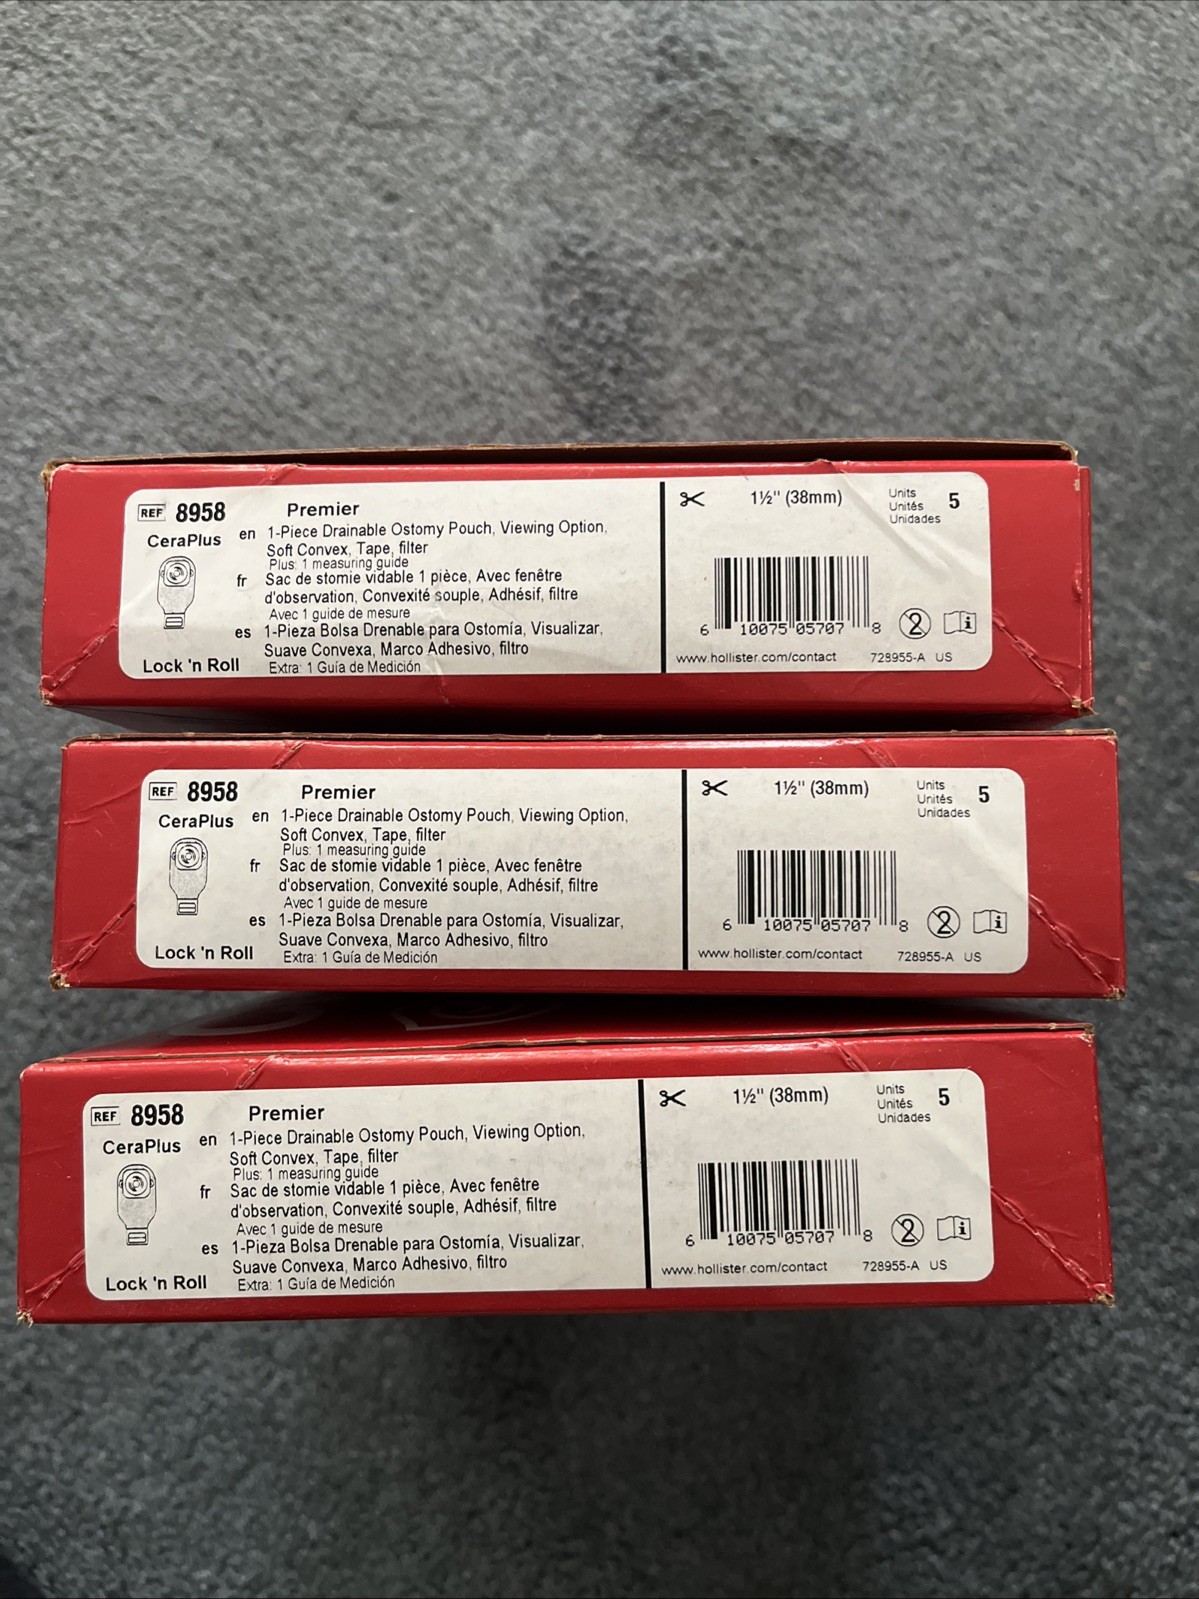 REF 8958 Premier
CeraPlus
en 1-Piece Drainable Ostomy Pouch, Viewing Option,
Soft Convex, Tape, filter
Plus: 1 measuring guide
fr Sac de stomie vidable 1 pièce, Avec fenêtre
d'observation, Convexité souple, Adhésif, filtre
Avec 1 guide de mesure
es 1-Pieza Bolsa Drenable para Ostomía, Visualizar,
Suave Convexa, Marco Adhesivo, filtro
Lock 'n Roll Extra: 1 Guía de Medición
1½" (38mm)
Units
Unités
Unidades
5
6 10075 05707 8
2
i
www.hollister.com/contact 728955-A US
REF 8958 Premier
CeraPlus
en 1-Piece Drainable Ostomy Pouch, Viewing Option,
Soft Convex, Tape, filter
Plus: 1 measuring guide
fr Sac de stomie vidable 1 pièce, Avec fenêtre
d'observation, Convexité souple, Adhésif, filtre
Avec 1 guide de mesure
es 1-Pieza Bolsa Drenable para Ostomía, Visualizar,
Suave Convexa, Marco Adhesivo, filtro
Lock 'n Roll Extra: 1 Guía de Medición
1½" (38mm)
Units
Unités
Unidades
5
6 10075 05707 8
2
i
www.hollister.com/contact 728955-A US
REF 8958 Premier
CeraPlus
en 1-Piece Drainable Ostomy Pouch, Viewing Option,
Soft Convex, Tape, filter
Plus: 1 measuring guide
fr Sac de stomie vidable 1 pièce, Avec fenêtre
d'observation, Convexité souple, Adhésif, filtre
Avec 1 guide de mesure
es 1-Pieza Bolsa Drenable para Ostomía, Visualizar,
Suave Convexa, Marco Adhesivo, filtro
Lock 'n Roll Extra: 1 Guía de Medición
1½" (38mm)
Units
Unités
Unidades
5
6 10075 05707 8
2
i
www.hollister.com/contact 728955-A US